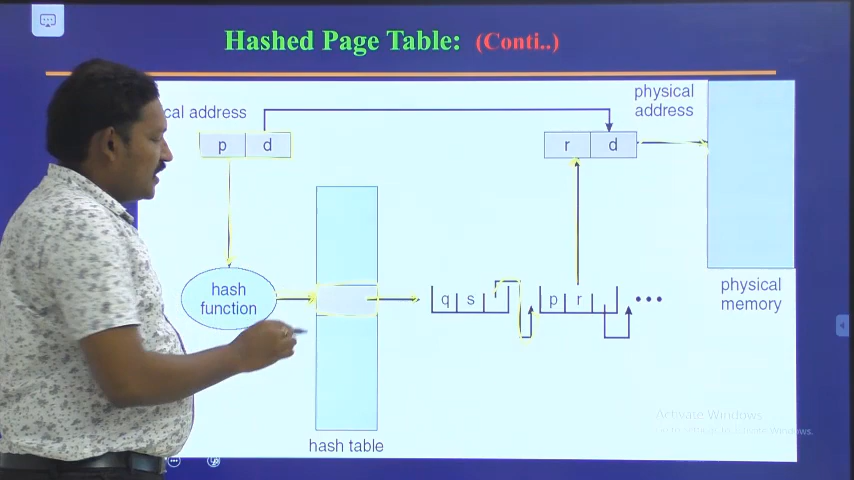 Hashed Page Table: (Conti..)
cal address
p d
physical
address
r d
hash
function
q s
p r
•••
physical
memory
hash table
Activate Windows